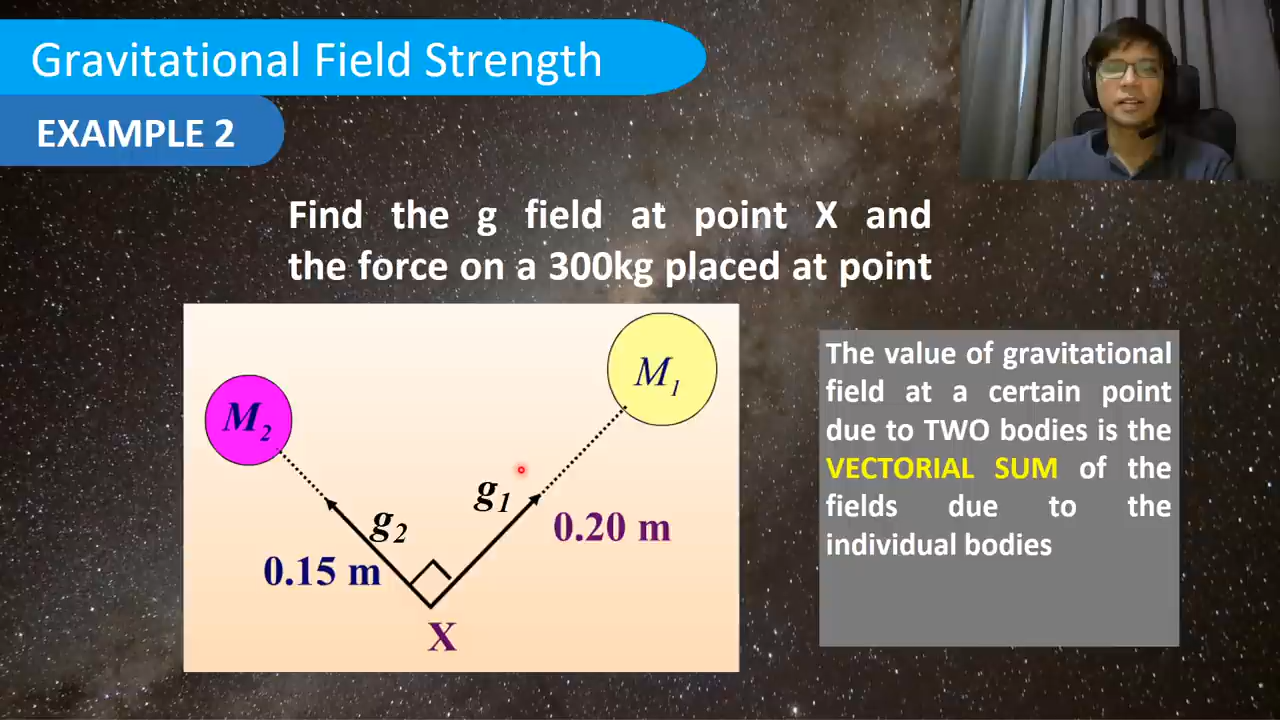 Gravitational Field Strength
EXAMPLE 2
Find the g field at point X and
the force on a 300kg placed at point
M1
M2
g1
g2
0.20 m
0.15 m
X
The value of gravitational
field at a certain point
due to TWO bodies is the
VECTORIAL SUM of the
fields due to the
individual bodies